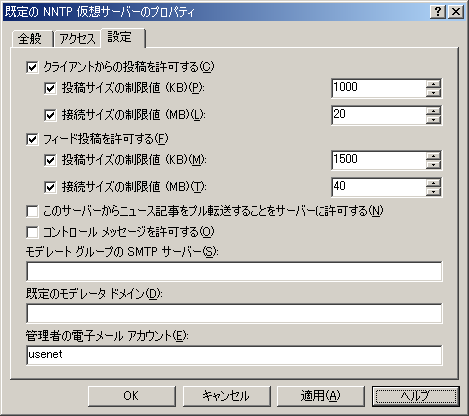 既定の NNTP 仮想サーバーのプロパティ
全般 アクセス 設定
クライアントからの投稿を許可する(C)
投稿サイズの制限値 (KB)(P): 1000
接続サイズの制限値 (MB)(L): 20
フィード投稿を許可する(F)
投稿サイズの制限値 (KB)(M): 1500
接続サイズの制限値 (MB)(T): 40
このサーバーからニュース記事をプル転送することをサーバーに許可する(N)
コントロール メッセージを許可する(O)
モデレート グループの SMTP サーバー(S):
既定のモデレータ ドメイン(D):
管理者の電子メール アカウント(E):
usenet
OK キャンセル 適用(A) ヘルプ